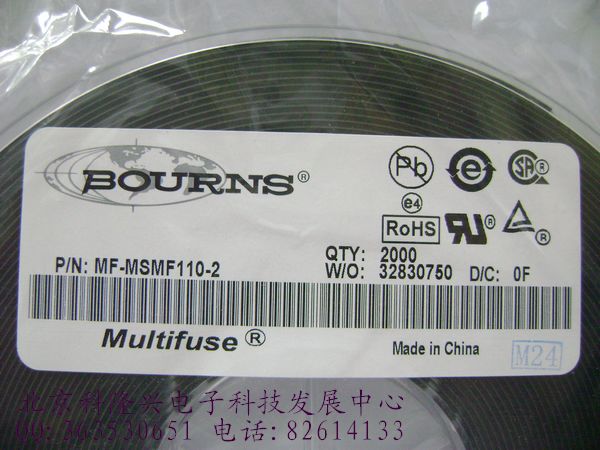 BOURNS®
Pb
e
SA®
e4
RoHS
®
P/N: MF-MSMF110-2
QTY: 2000
W/O: 32830750 D/C: 0F
Multifuse®
Made in China
M24
北京科隆兴电子科技发展中心
QQ:363530651 电话:82614133